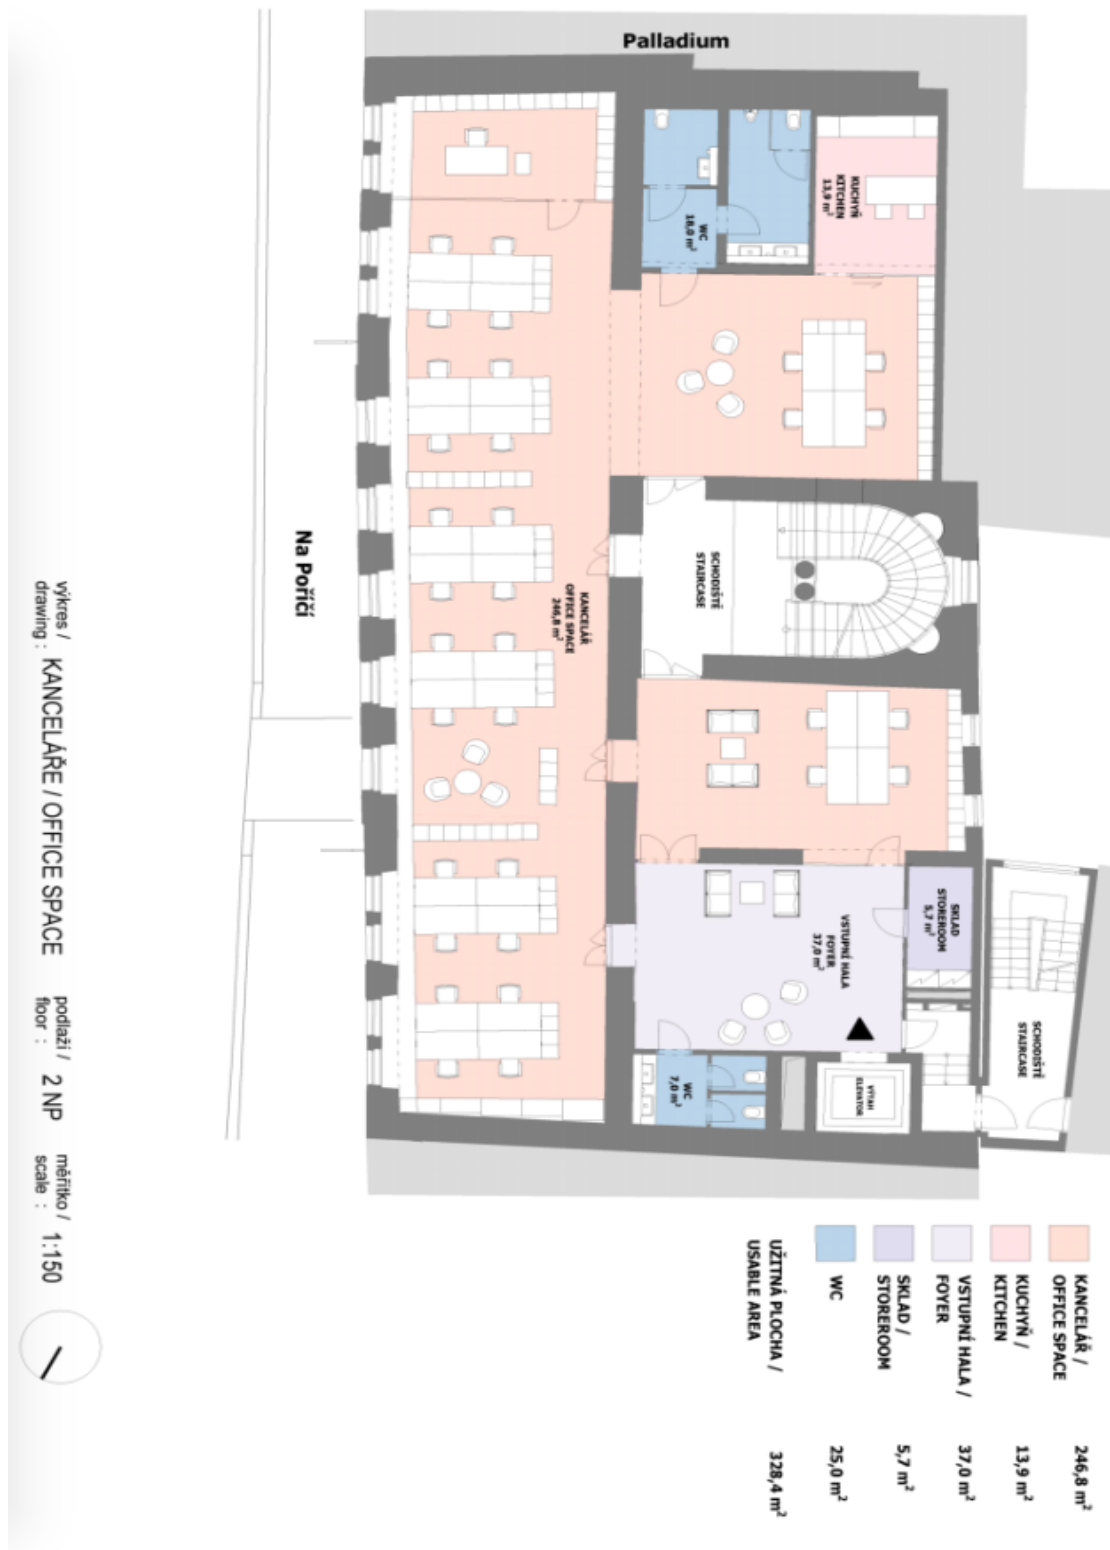 Palladium
KUCHYŇ
KITCHEN
13,9 m²
WC
18,0 m²
Na Poříčí
SCHODIŠTĚ
STAIRCASE
KANCELÁŘ
OFFICE SPACE
246,8 m²
SKLAD
STOREROOM
5,7 m²
VSTUPNÍ HALA
FOYER
37,0 m²
SCHODIŠTĚ
STAIRCASE
WC
7,0 m²
VÝTAH
ELEVATOR
KANCELÁŘ /
OFFICE SPACE
246,8 m²
KUCHYŇ /
KITCHEN
13,9 m²
VSTUPNÍ HALA /
FOYER
37,0 m²
SKLAD /
STOREROOM
5,7 m²
WC
25,0 m²
UŽITNÁ PLOCHA /
USABLE AREA
328,4 m²
výkres /
drawing : KANCELÁŘE / OFFICE SPACE
podlaží /
floor : 2 NP
měřítko /
scale : 1:150